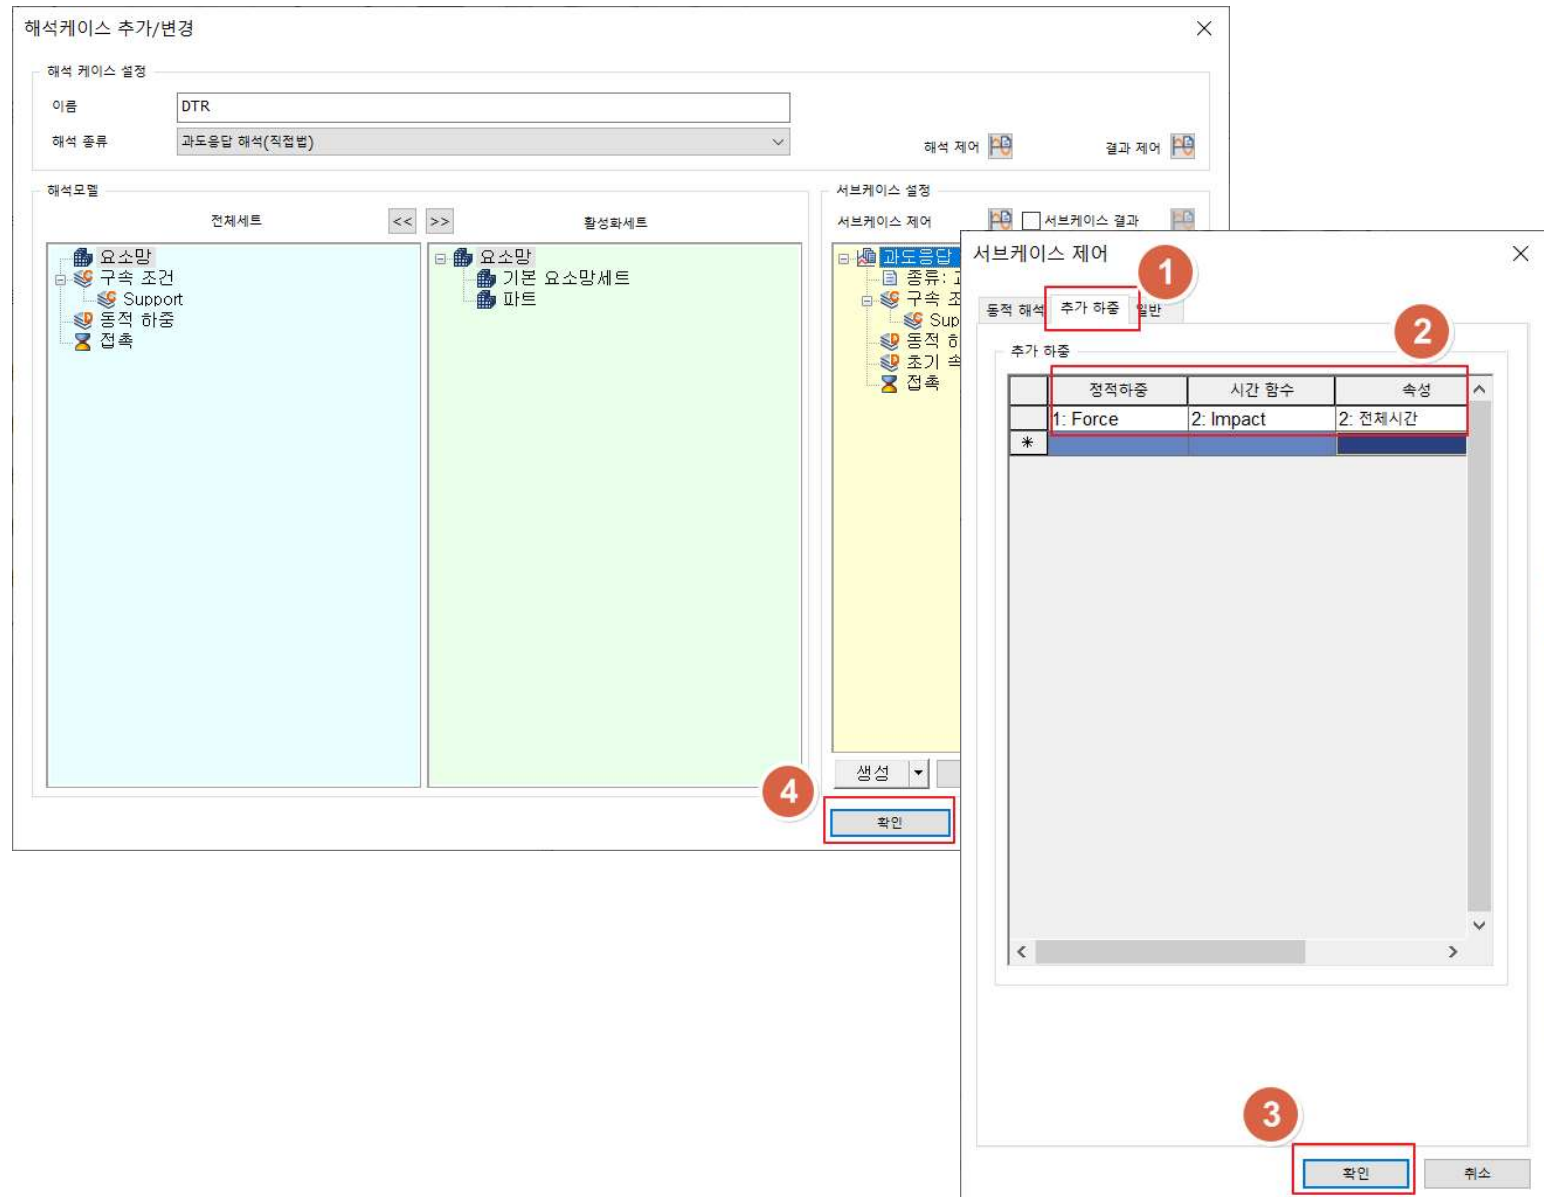 해석케이스 추가/변경
해석 케이스 설정
이름 DTR
해석 종류 과도응답 해석(직접법) 해석 제어 결과 제어
해석모델
전체세트 << >> 활성화세트
요소망
구속 조건
Support
동적 하중
접촉
요소망
기본 요소망세트
파트
서브케이스 설정
서브케이스 제어 서브케이스 결과
과도응답
종류:
구속
Sup
동적
초기
접촉
생성
4
확인
서브케이스 제어
1
동적 해석 추가 하중 일반
2
추가 하중
정적하중 시간 함수 속성
1: Force 2: Impact 2: 전체시간
*
3
확인 취소